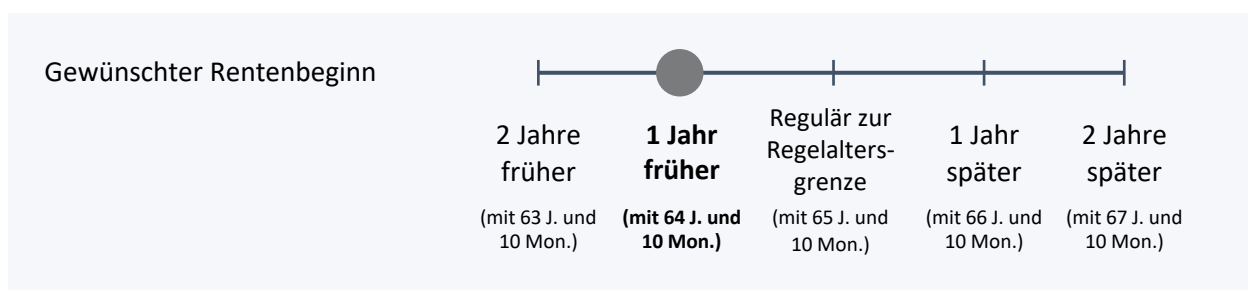 Gewünschter Rentenbeginn
2 Jahre
früher
(mit 63 J. und
10 Mon.)
1 Jahr
früher
(mit 64 J. und
10 Mon.)
Regulär zur
Regelalters-
grenze
(mit 65 J. und
10 Mon.)
1 Jahr
später
(mit 66 J. und
10 Mon.)
2 Jahre
später
(mit 67 J. und
10 Mon.)